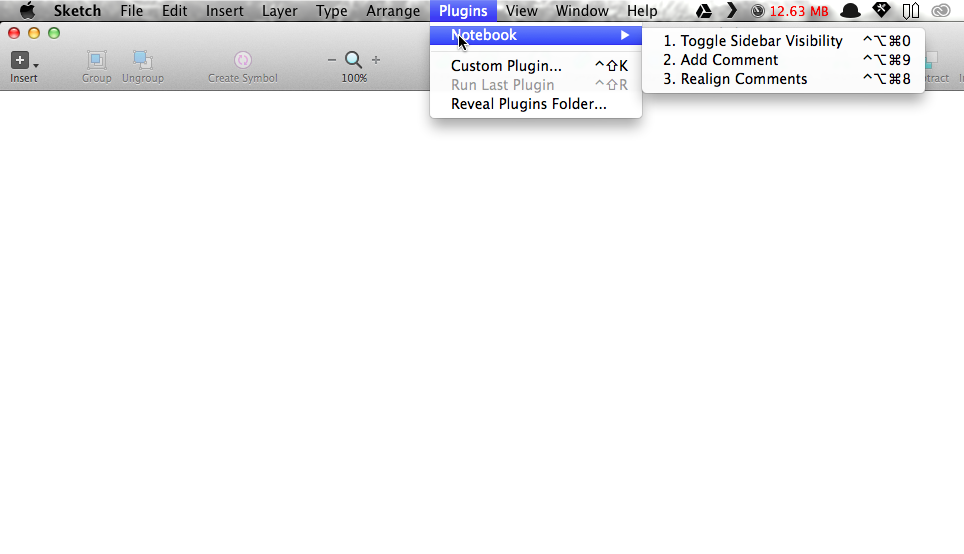 Sketch File Edit Insert Layer Type Arrange Plugins View Window Help 12.63 MB
Notebook
Custom Plugin... ^⇧K
Run Last Plugin ^⇧R
Reveal Plugins Folder...
1. Toggle Sidebar Visibility ^⌥⌘0
2. Add Comment ^⌥⌘9
3. Realign Comments ^⌥⌘8
Insert Group Ungroup Create Symbol 100%